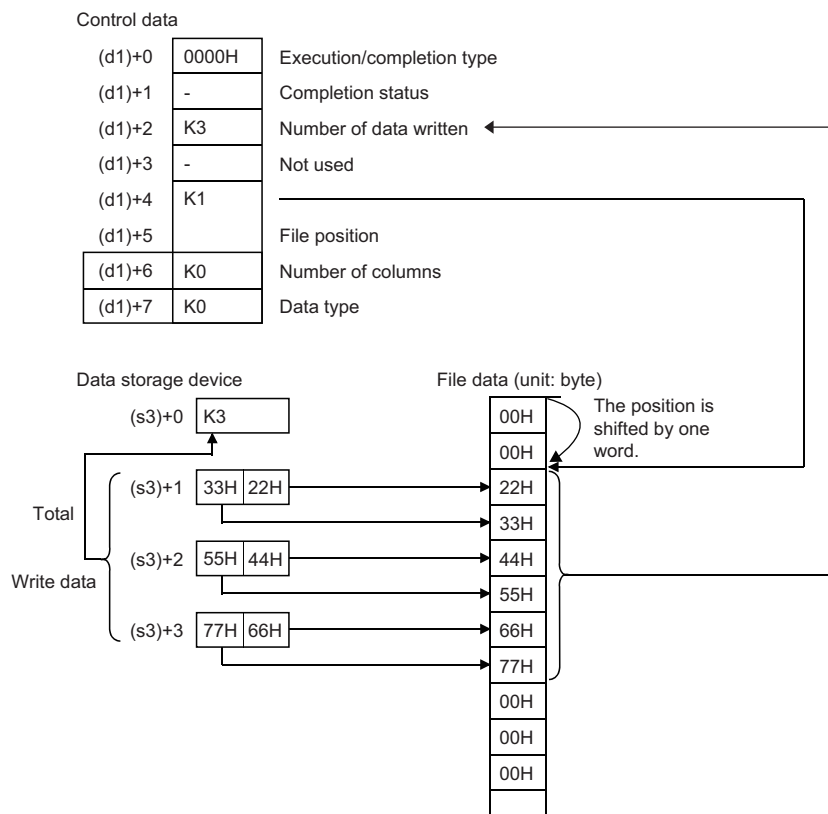 Control data
(d1)+0 0000H Execution/completion type
(d1)+1 - Completion status
(d1)+2 K3 Number of data written
(d1)+3 - Not used
(d1)+4 K1
(d1)+5 File position
(d1)+6 K0 Number of columns
(d1)+7 K0 Data type
Data storage device
(s3)+0 K3
(s3)+1 33H 22H
(s3)+2 55H 44H
(s3)+3 77H 66H
Total
Write data
File data (unit: byte)
00H
00H
22H
33H
44H
55H
66H
77H
00H
00H
00H
The position is
shifted by one
word.